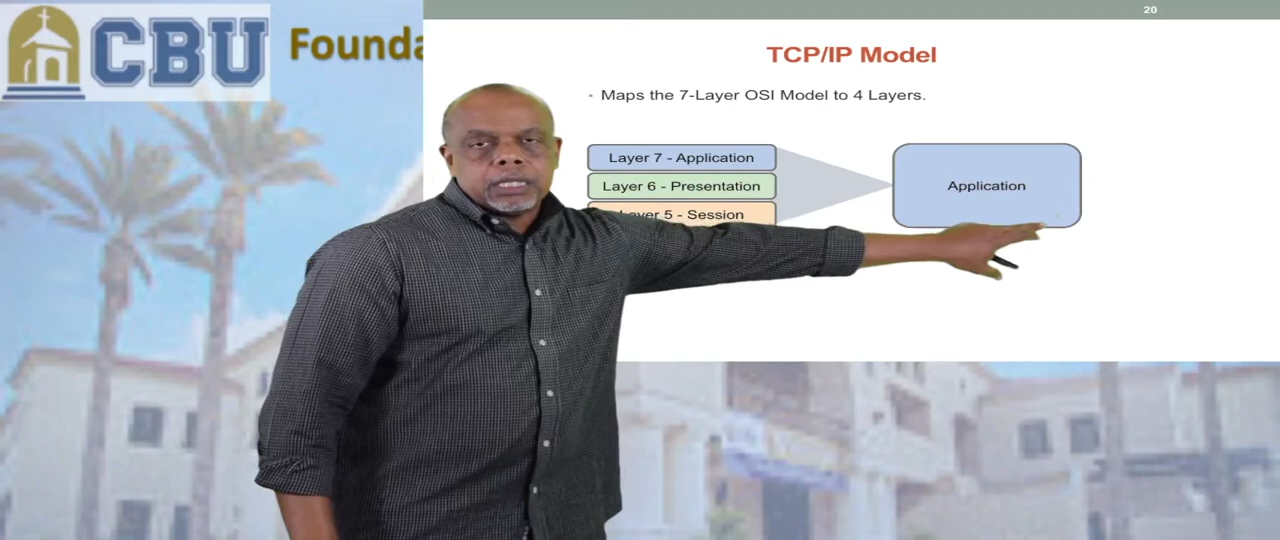 CBU
Founda
20
TCP/IP Model
• Maps the 7-Layer OSI Model to 4 Layers.
Layer 7 - Application
Layer 6 - Presentation
Layer 5 - Session
Application